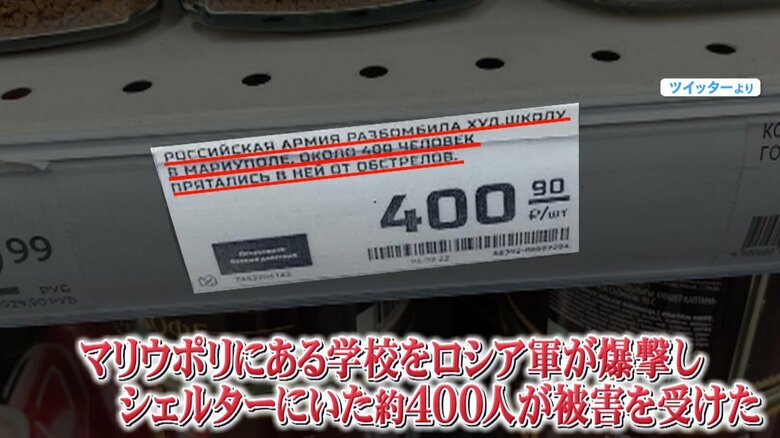 ツイッターより
РОССИЙСКАЯ АРМИЯ РАЗБОМБИЛА ХУД.ШКОЛУ
В МАРИУПОЛЕ. ОКОЛО 400 ЧЕЛОВЕК
ПРЯТАЛИСЬ В НЕЙ ОТ ОБСТРЕЛОВ.
400 90
₽/шт
Остановите
99
РУБ
マリウポリにある学校をロシア軍が爆撃し
シェルターにいた約400人が被害を受けた